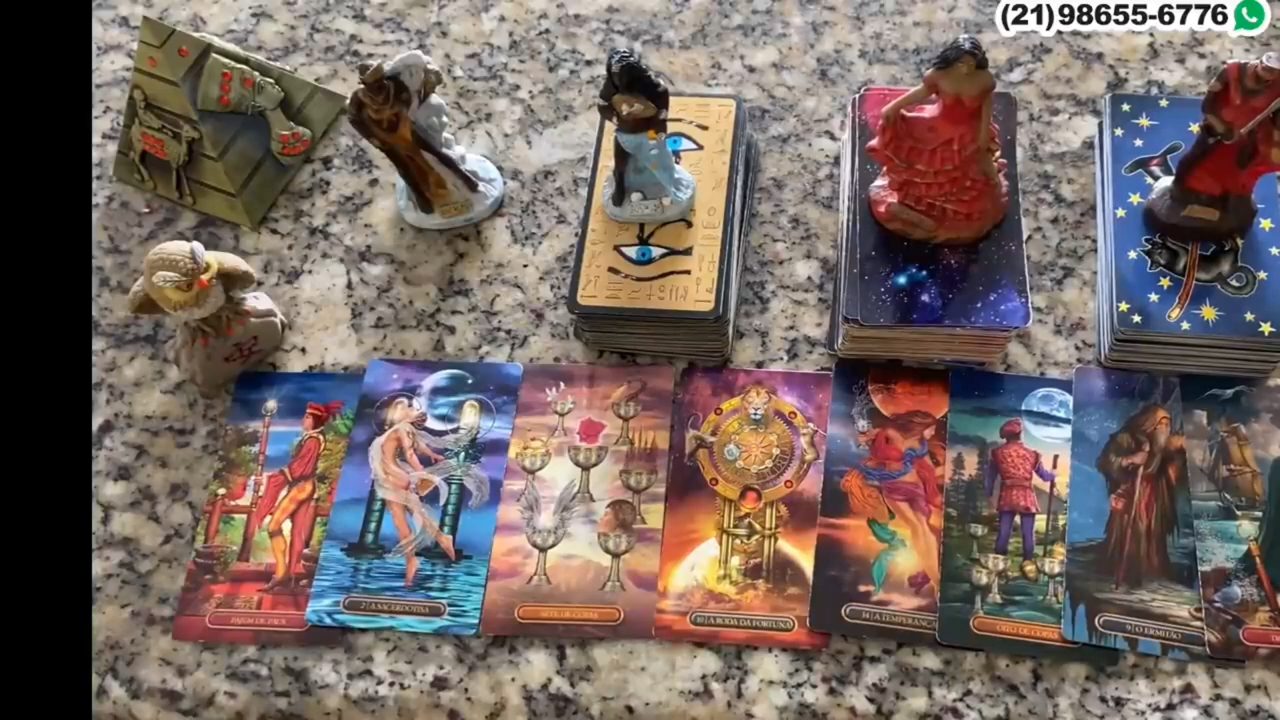 (21)98655-6776
PAJEM DE PAUS
2 | A SACERDOTISA
SETE DE COPAS
10 | A RODA DA FORTUNA
14 | A TEMPERANÇA
OITO DE COPAS
9 | O ERMITÃO